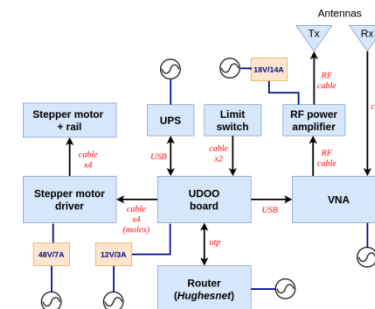 Antennas
Tx
Rx
18V/14A
RF
cable
Stepper motor
+ rail
UPS
Limit
switch
RF power
amplifier
cable
x4
USB
cable
x2
RF
cable
Stepper motor
driver
cable
x4
(molex)
UDOO
board
USB
VNA
48V/7A
12V/3A
utp
Router
(Hughesnet)